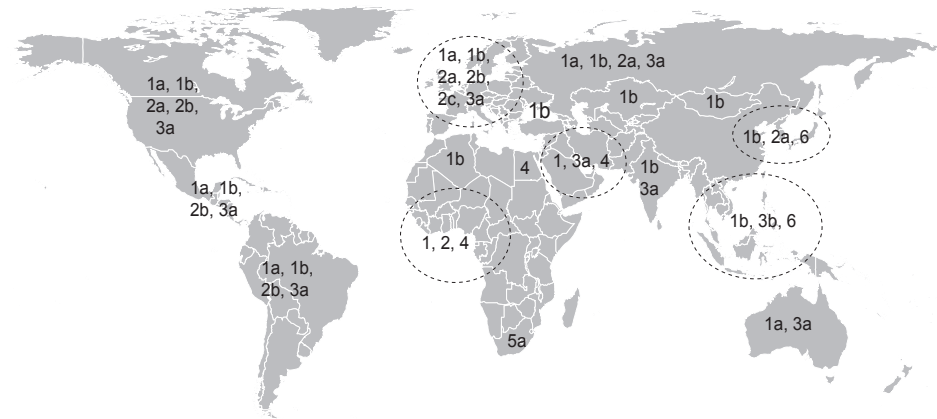 1a, 1b,
2a, 2b,
3a
1a, 1b,
2b, 3a
1a, 1b,
2b, 3a
1a, 1b,
2a, 2b,
2c, 3a
1b
1a, 1b, 2a, 3a
1b
1b
1b, 2a, 6
1b
4
1, 3a, 4
1b
3a
1, 2, 4
1b, 3b, 6
5a
1a, 3a